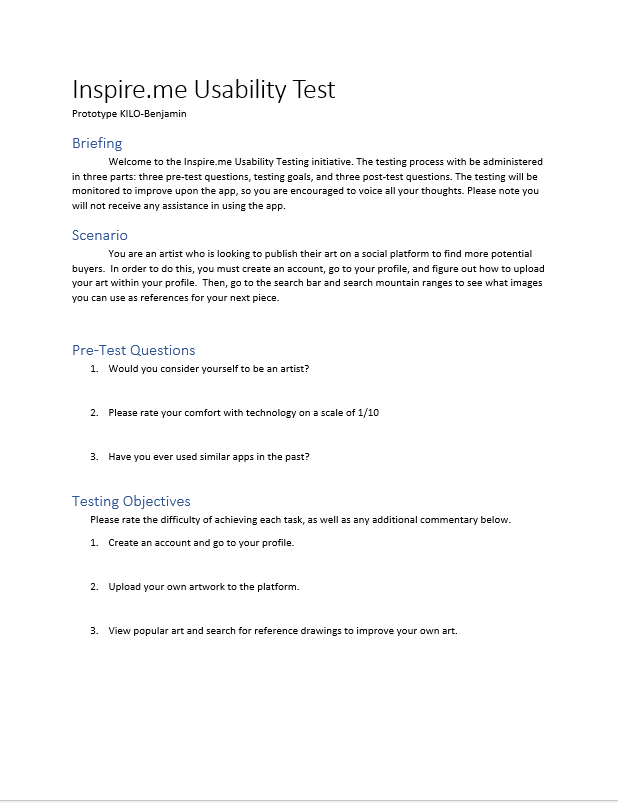 Inspire.me Usability Test
Prototype KILO-Benjamin
Briefing
Welcome to the Inspire.me Usability Testing initiative. The testing process with be administered
in three parts: three pre-test questions, testing goals, and three post-test questions. The testing will be
monitored to improve upon the app, so you are encouraged to voice all your thoughts. Please note you
will not receive any assistance in using the app.
Scenario
You are an artist who is looking to publish their art on a social platform to find more potential
buyers.  In order to do this, you must create an account, go to your profile, and figure out how to upload
your art within your profile.  Then, go to the search bar and search mountain ranges to see what images
you can use as references for your next piece.
Pre-Test Questions
1. Would you consider yourself to be an artist?
2. Please rate your comfort with technology on a scale of 1/10
3. Have you ever used similar apps in the past?
Testing Objectives
Please rate the difficulty of achieving each task, as well as any additional commentary below.
1. Create an account and go to your profile.
2. Upload your own artwork to the platform.
3. View popular art and search for reference drawings to improve your own art.